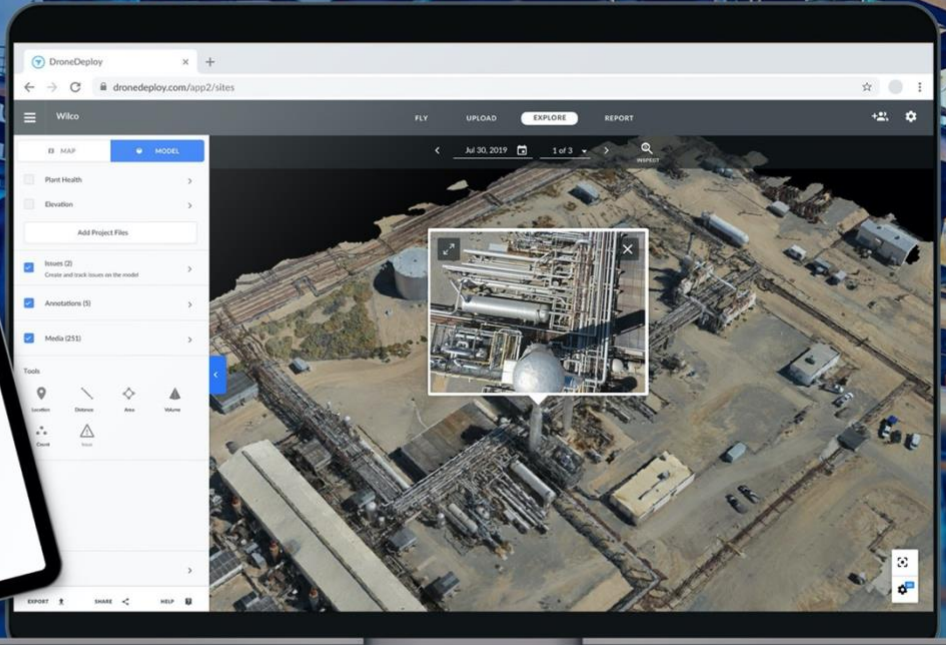 DroneDeploy
dronedeploy.com/app2/sites
Wilco
FLY UPLOAD EXPLORE REPORT
MAP MODEL
Jul 30, 2019 1 of 3
INSPECT
Plant Health
Elevation
Add Project Files
Issues (2)
Create and track issues on the model
Annotations (5)
Media (251)
Tools
Location Distance Area Volume
Count Issue
EXPORT SHARE HELP